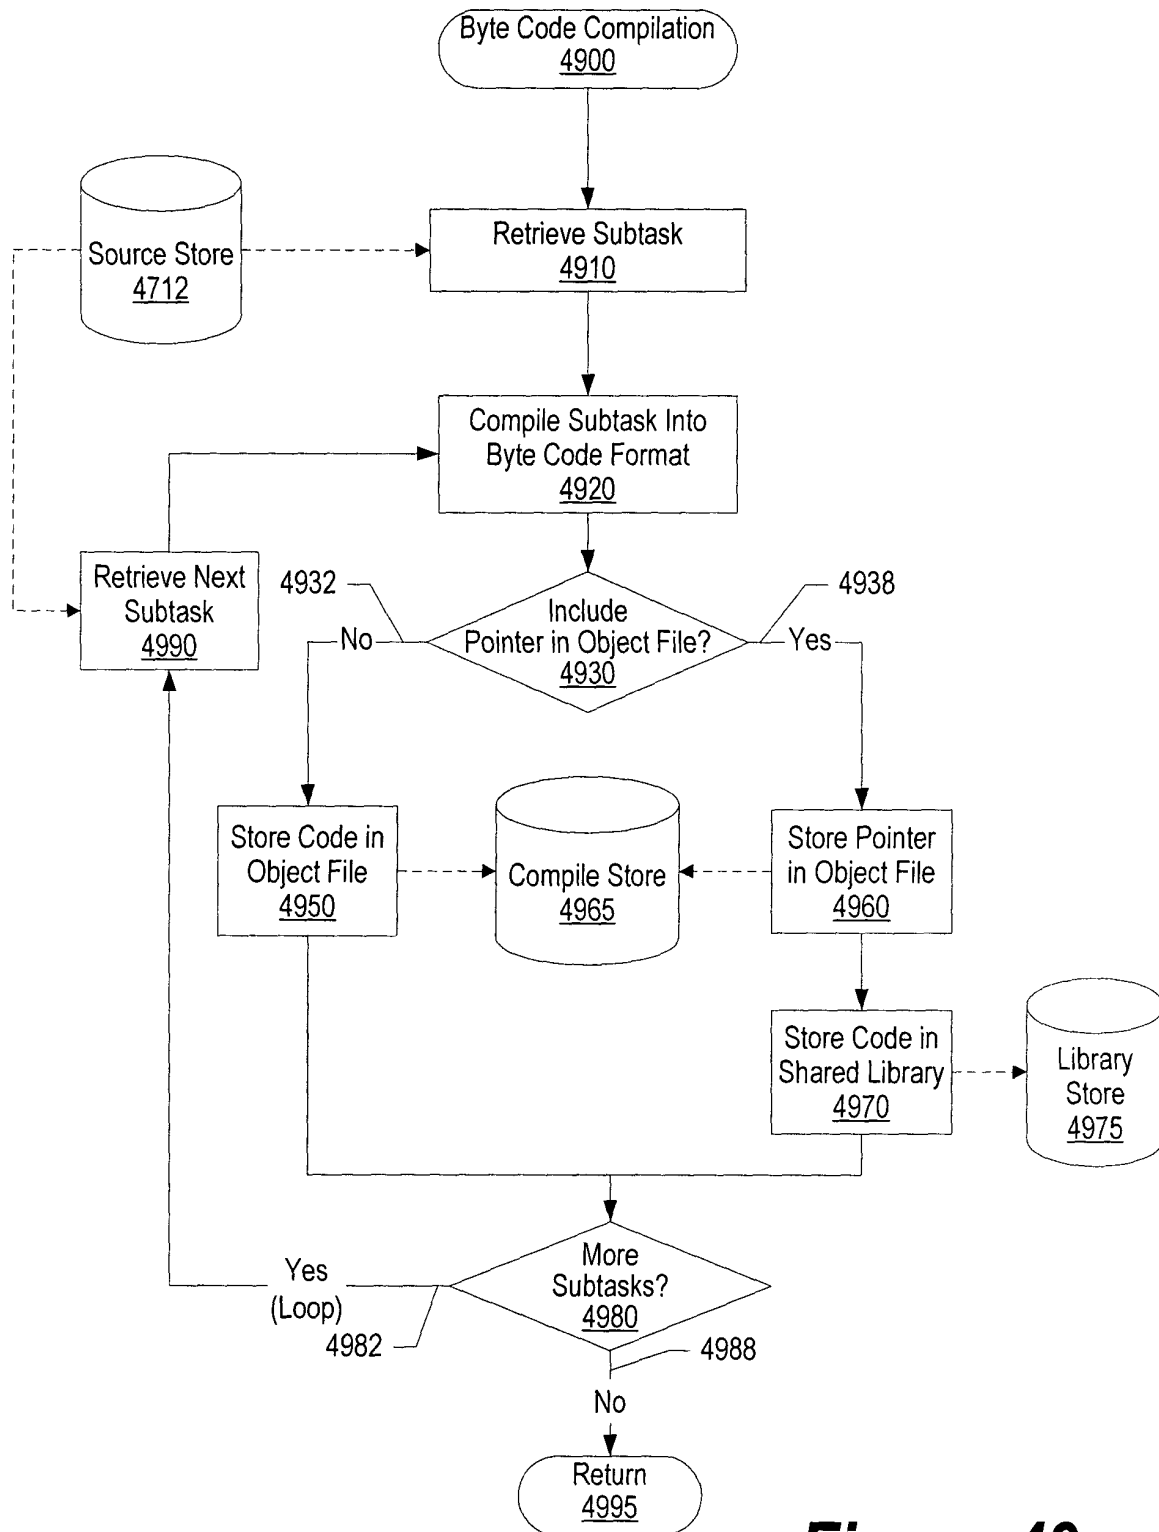 Byte Code Compilation
4900
Source Store
4712
Retrieve Subtask
4910
Compile Subtask Into
Byte Code Format
4920
Retrieve Next
Subtask
4990
4932
4938
No
Include
Pointer in Object File?
4930
Yes
Store Code in
Object File
4950
Compile Store
4965
Store Pointer
in Object File
4960
Store Code in
Shared Library
4970
Library
Store
4975
More
Subtasks?
4980
Yes
(Loop)
4982
4988
No
Return
4995